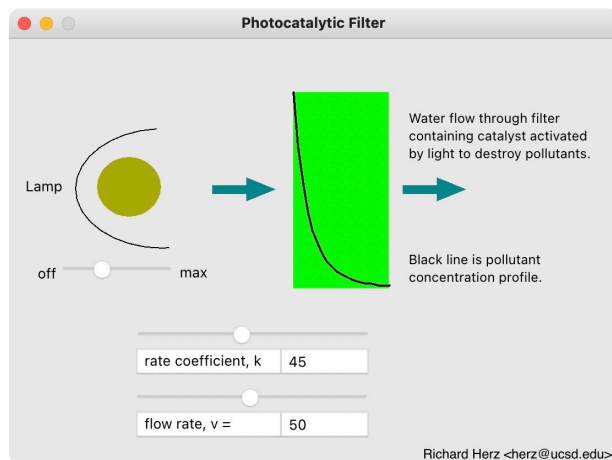 Photocatalytic Filter
Water flow through filter
containing catalyst activated
by light to destroy pollutants.
Lamp
Black line is pollutant
concentration profile.
off
max
rate coefficient, k
45
flow rate, v =
50
Richard Herz <herz@ucsd.edu>